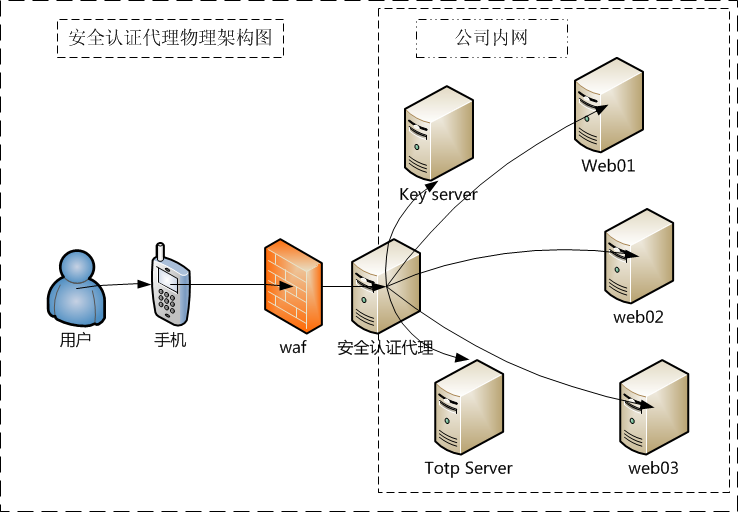 安全认证代理物理架构图
公司内网
Key server
Web01
用户
手机
waf
安全认证代理
web02
Totp Server
web03